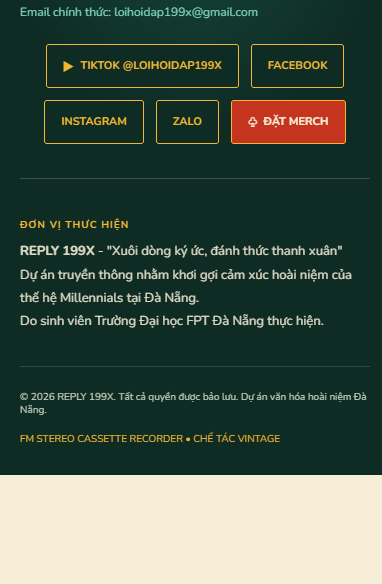 Email chính thức: loihoidap199x@gmail.com
▶ TIKTOK @LOIHOIDAP199X
FACEBOOK
INSTAGRAM
ZALO
ĐẶT MERCH
ĐƠN VỊ THỰC HIỆN
REPLY 199X - "Xuôi dòng ký ức, đánh thức thanh xuân"
Dự án truyền thông nhằm khơi gợi cảm xúc hoài niệm của
thế hệ Millennials tại Đà Nẵng.
Do sinh viên Trường Đại học FPT Đà Nẵng thực hiện.
© 2026 REPLY 199X. Tất cả quyền được bảo lưu. Dự án văn hóa hoài niệm Đà
Nẵng.
FM STEREO CASSETTE RECORDER • CHẾ TÁC VINTAGE